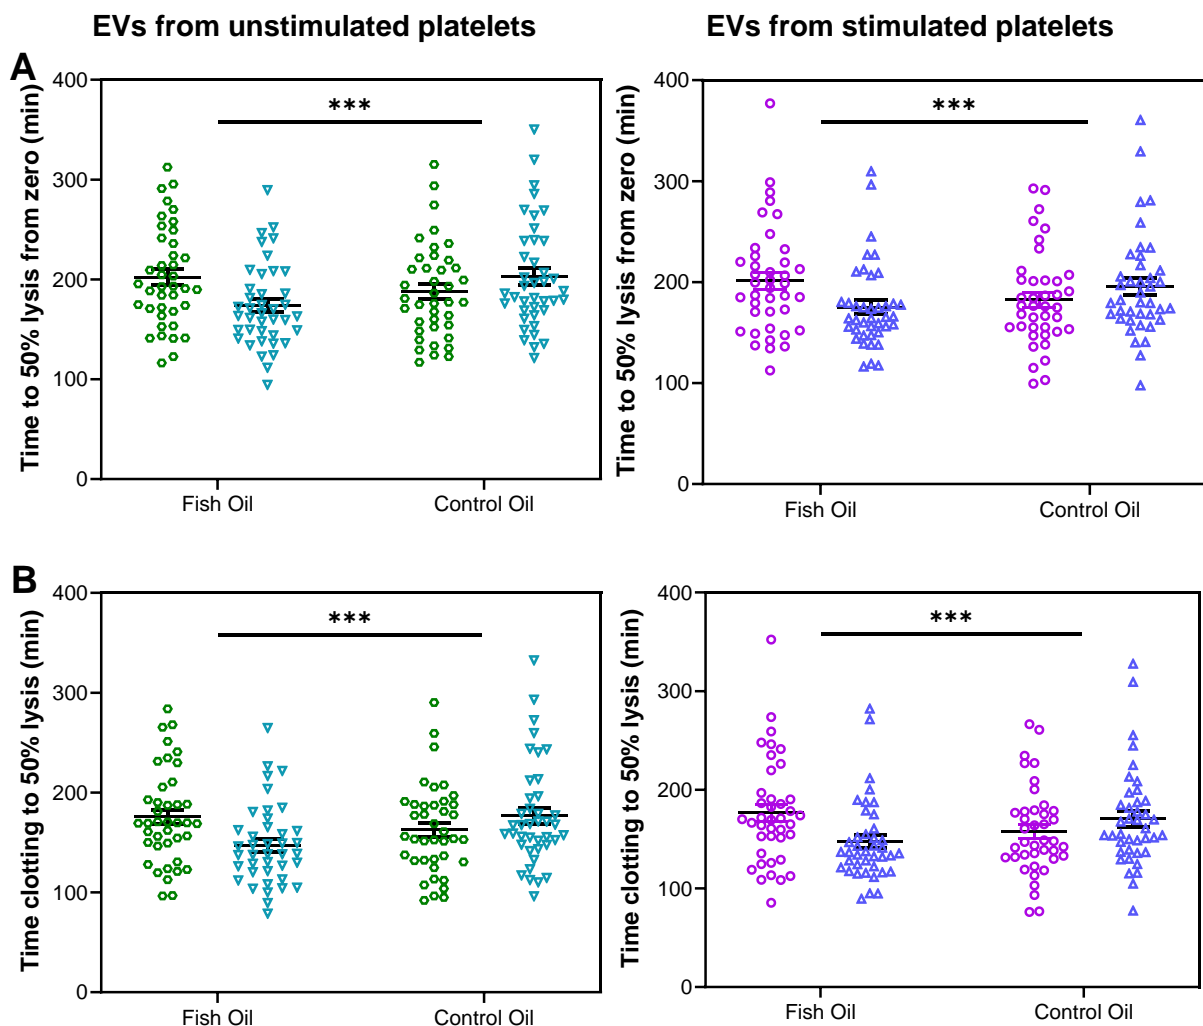 EVs from unstimulated platelets
EVs from stimulated platelets
A
Time to 50% lysis from zero (min)
400
300
200
100
0
***
Fish Oil
Control Oil
Time to 50% lysis from zero (min)
400
300
200
100
0
***
Fish Oil
Control Oil
B
Time clotting to 50% lysis (min)
400
300
200
100
0
***
Fish Oil
Control Oil
Time clotting to 50% lysis (min)
400
300
200
100
0
***
Fish Oil
Control Oil